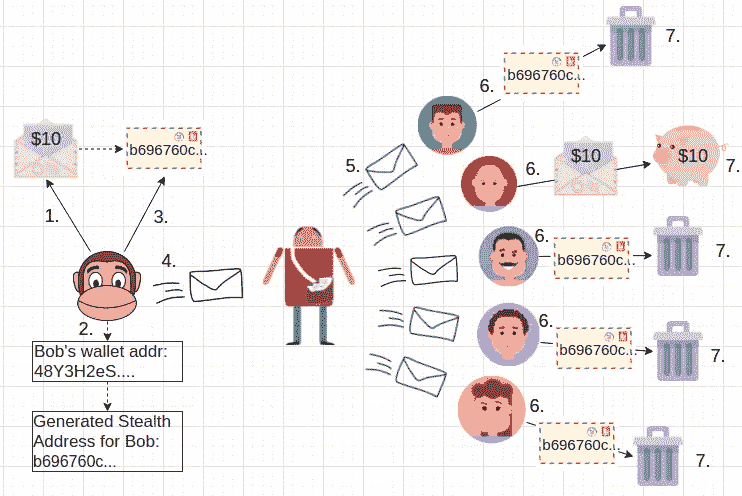 7.
6.
b696760c...
$10
b696760c...
5.
6.
$10
$10
7.
1.
3.
4.
6.
b696760c...
7.
2.
Bob's wallet addr:
48Y3H2eS....
6.
b696760c...
7.
Generated Stealth
Address for Bob:
b696760c...
6.
b696760c...
7.